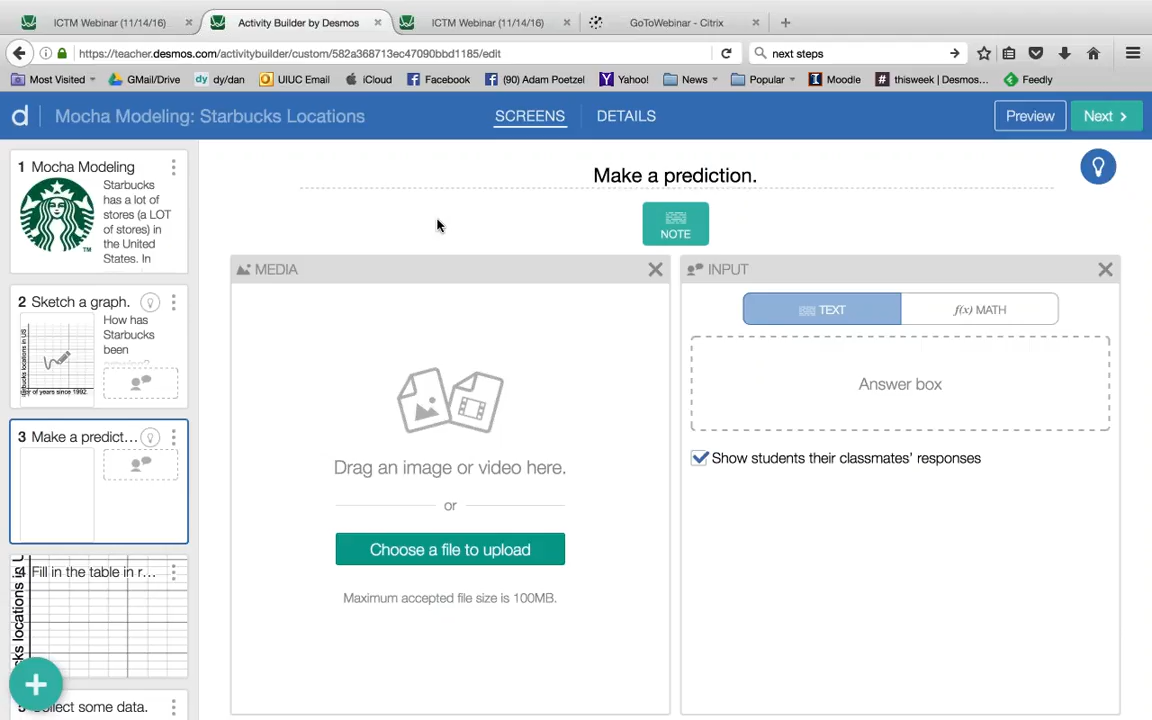 ICTM Webinar (11/14/16) × Activity Builder by Desmos × ICTM Webinar (11/14/16) × GoToWebinar - Citrix × +
https://teacher.desmos.com/activitybuilder/custom/582a368713ec47090bbd1185/edit next steps
Most Visited GMail/Drive dy dy/dan UIUC Email iCloud Facebook (90) Adam Poetzel Yahoo! News Popular Moodle # thisweek | Desmos... Feedly
d Mocha Modeling: Starbucks Locations SCREENS DETAILS Preview Next >
1 Mocha Modeling
Starbucks
has a lot of
stores (a LOT
of stores) in
the United
States. In
2 Sketch a graph.
How has
Starbucks
been
growing?
3 Make a predict...
4 Fill in the table in r...
5 Collect some data.
Make a prediction.
NOTE
MEDIA
Drag an image or video here.
or
Choose a file to upload
Maximum accepted file size is 100MB.
INPUT
TEXT f(x) MATH
Answer box
Show students their classmates' responses